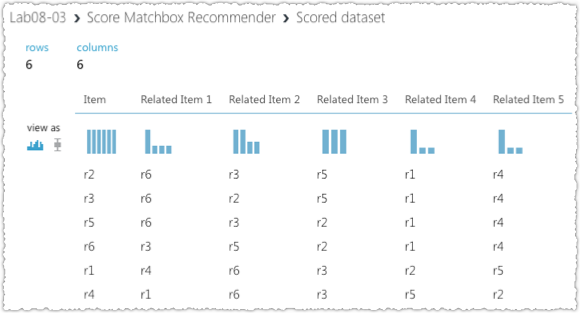 Lab08-03 › Score Matchbox Recommender › Scored dataset
rows columns
6 6
Item Related Item 1 Related Item 2 Related Item 3 Related Item 4 Related Item 5
view as
r2 r6 r3 r5 r1 r4
r3 r6 r2 r5 r1 r4
r5 r6 r3 r2 r1 r4
r6 r3 r5 r2 r1 r4
r1 r4 r6 r3 r2 r5
r4 r1 r6 r3 r5 r2